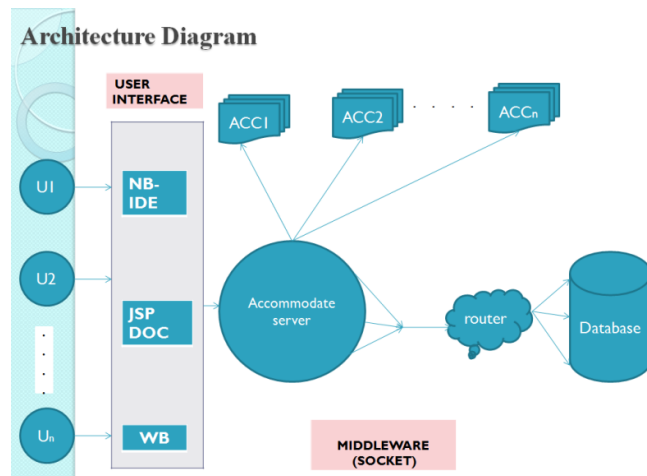 Architecture Diagram
USER
INTERFACE
ACC1
ACC2
. . . . .
ACCn
U1
NB-
IDE
U2
JSP
DOC
Accommodate
server
router
Database
.
.
.
.
Un
WB
MIDDLEWARE
(SOCKET)